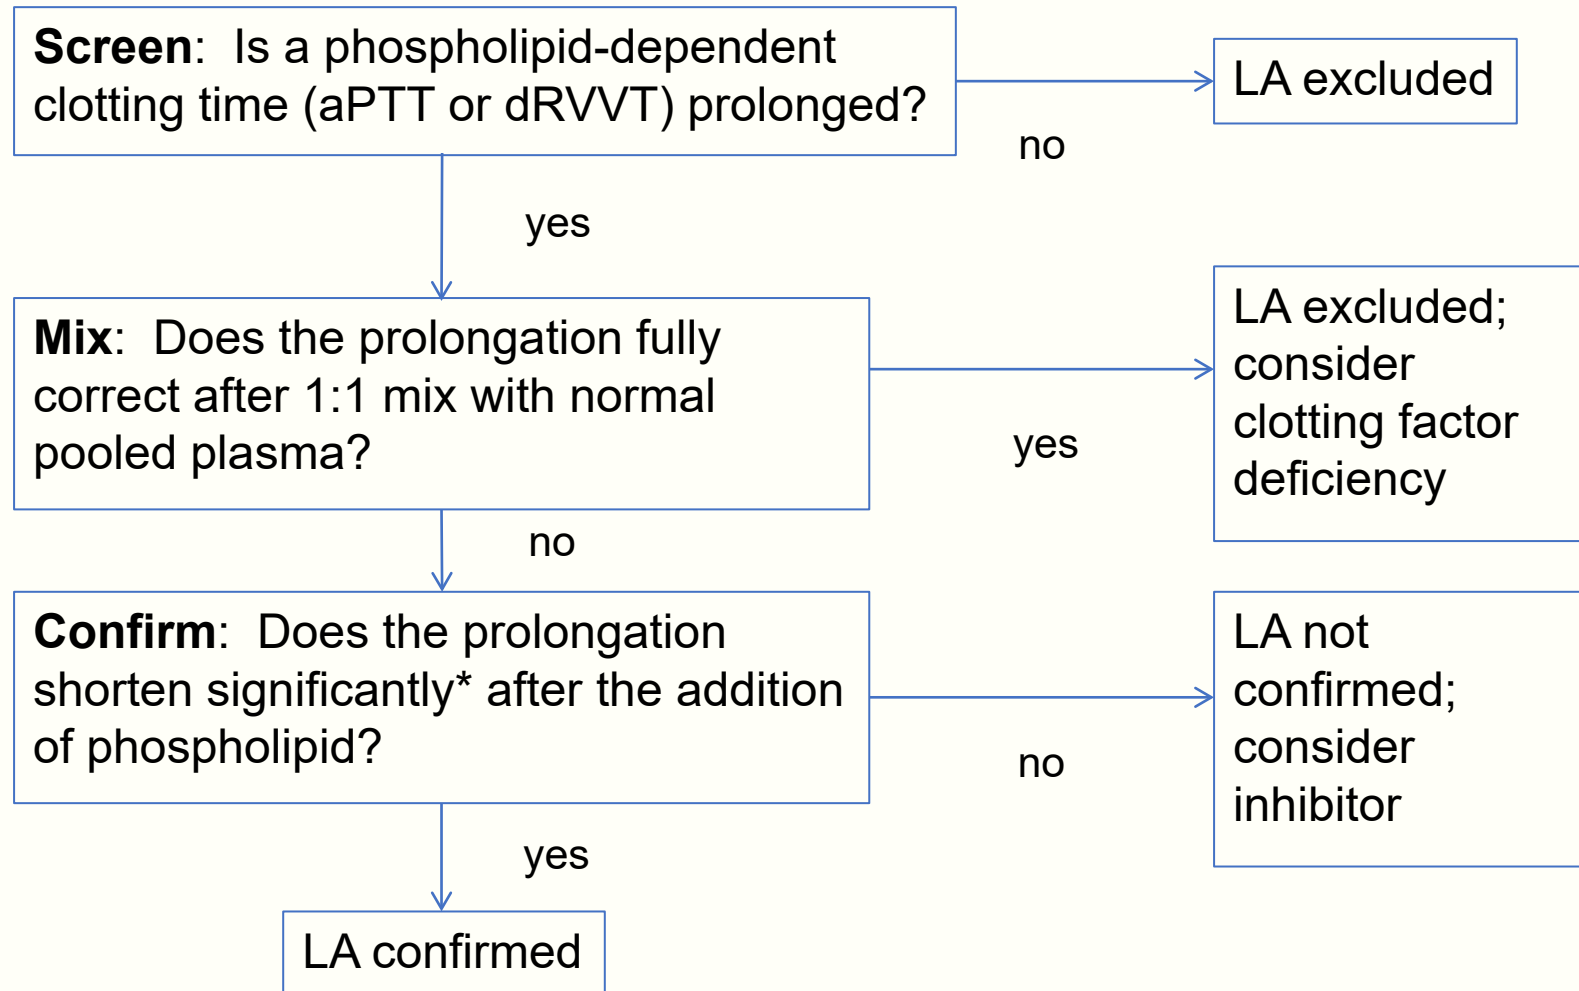 Screen:  Is a phospholipid-dependent
clotting time (aPTT or dRVVT) prolonged?
LA excluded
no
yes
Mix:  Does the prolongation fully
correct after 1:1 mix with normal
pooled plasma?
LA excluded;
consider
clotting factor
deficiency
yes
no
Confirm:  Does the prolongation
shorten significantly* after the addition
of phospholipid?
LA not
confirmed;
consider
inhibitor
no
yes
LA confirmed